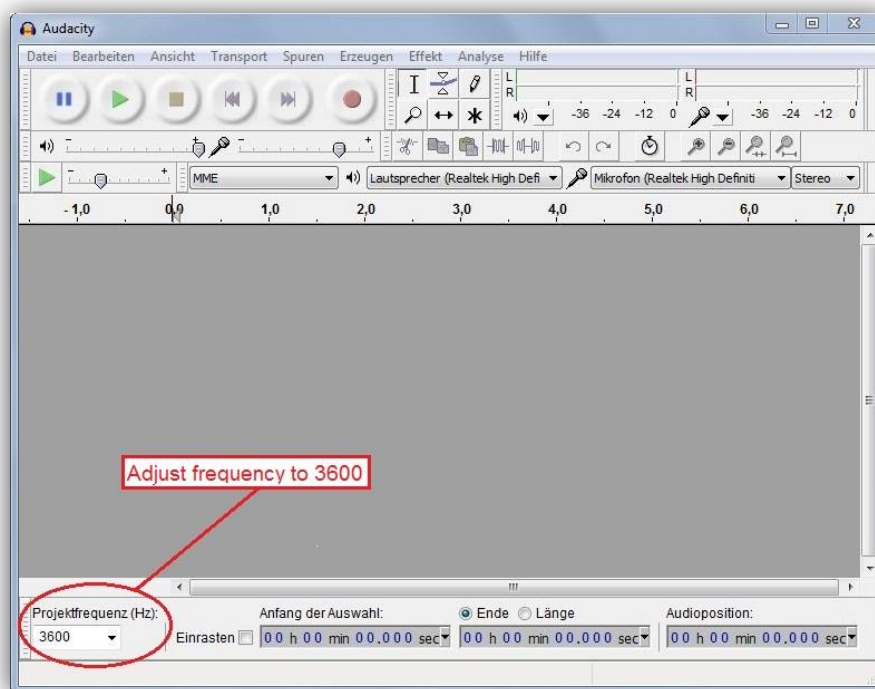 Audacity
Datei Bearbeiten Ansicht Transport Spuren Erzeugen Effekt Analyse Hilfe
L
R
-36 -24 -12 0
L
R
-36 -24 -12 0
MME
Lautsprecher (Realtek High Defi
Mikrofon (Realtek High Definiti
Stereo
- 1,0 0,0 1,0 2,0 3,0 4,0 5,0 6,0 7,0
Adjust frequency to 3600
Projektfrequenz (Hz): Anfang der Auswahl: Ende Länge Audioposition:
3600 Einrasten 00 h 00 min 00.000 sec 00 h 00 min 00.000 sec 00 h 00 min 00.000 sec